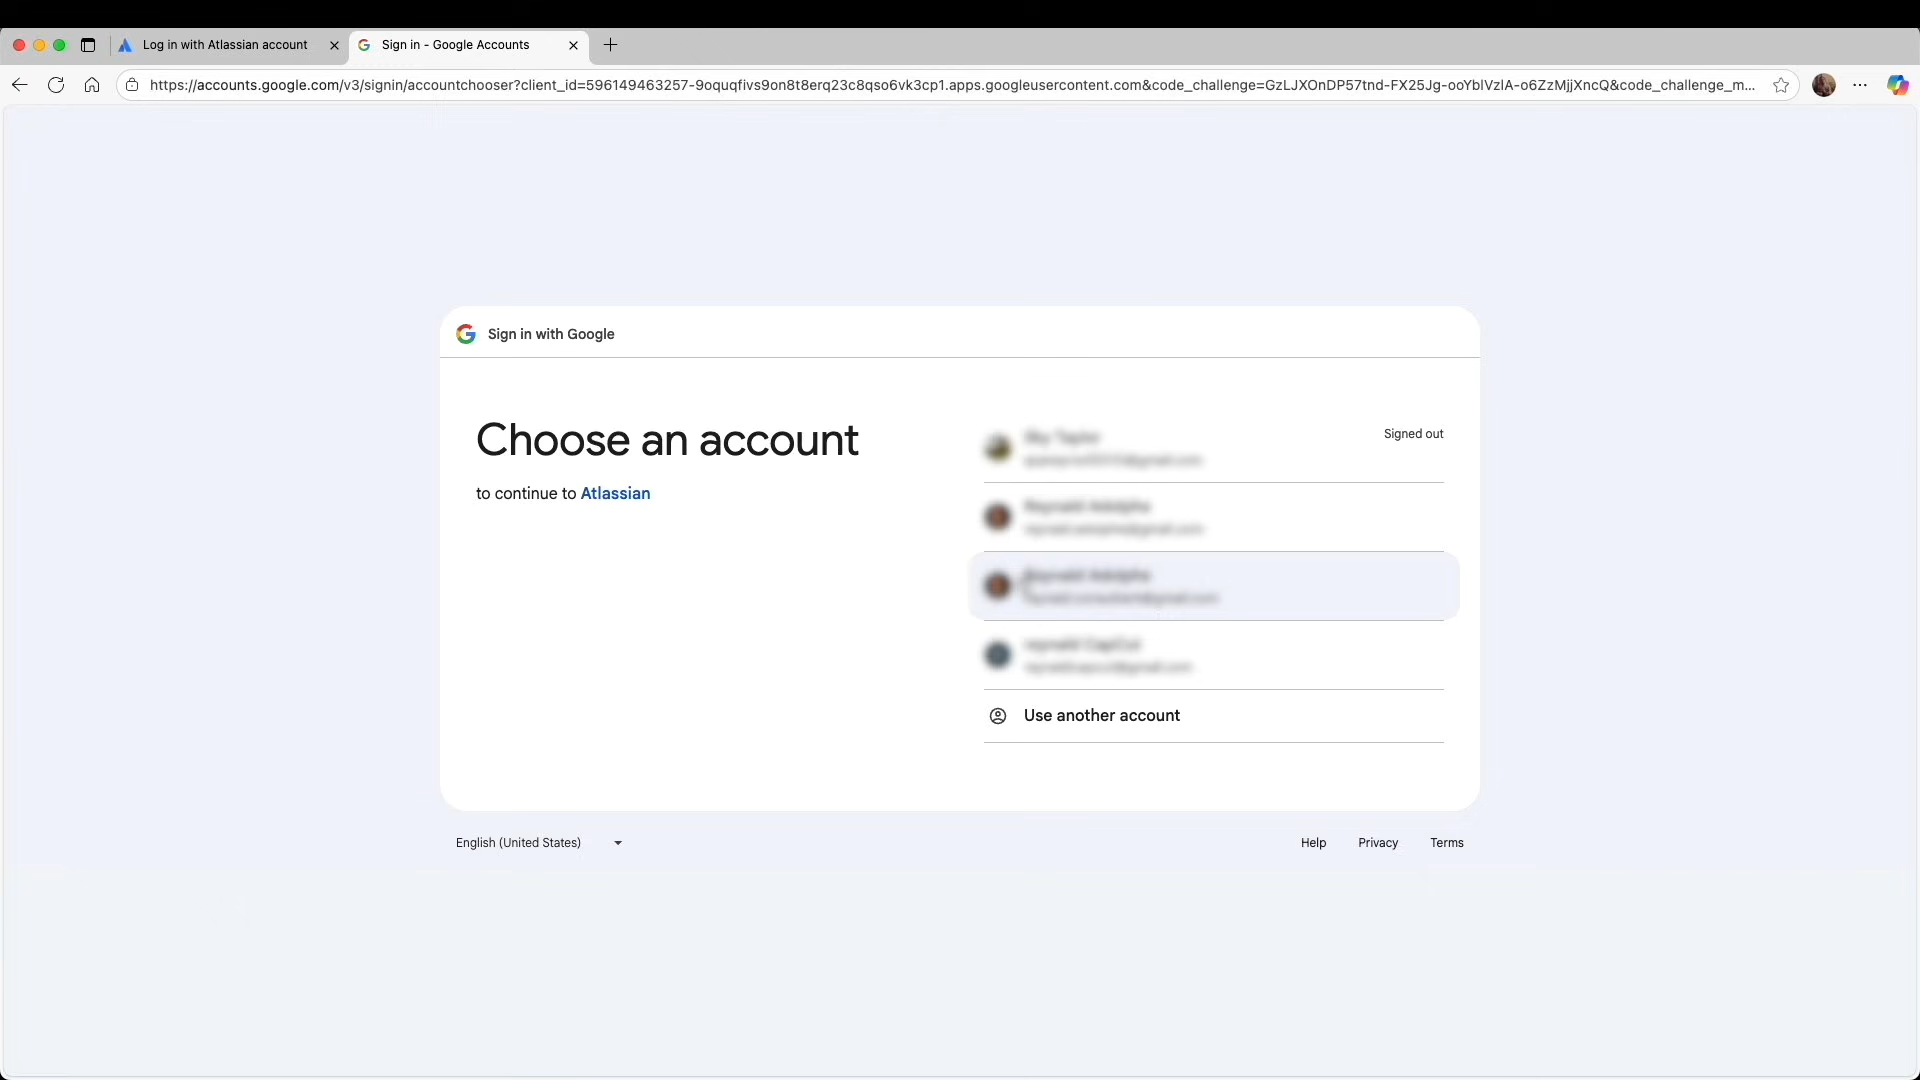 Log in with Atlassian account
Sign in - Google Accounts
https://accounts.google.com/v3/signin/accountchooser?client_id=596149463257-9oquqfivs9on8t8erq23c8qso6vk3cp1.apps.googleusercontent.com&code_challenge=GzLJXOnDP57tnd-FX25Jg-ooYblVzlA-o6ZzMjjXncQ&code_challenge_m...
Sign in with Google
Choose an account
to continue to Atlassian
Signed out
Use another account
English (United States)
Help
Privacy
Terms